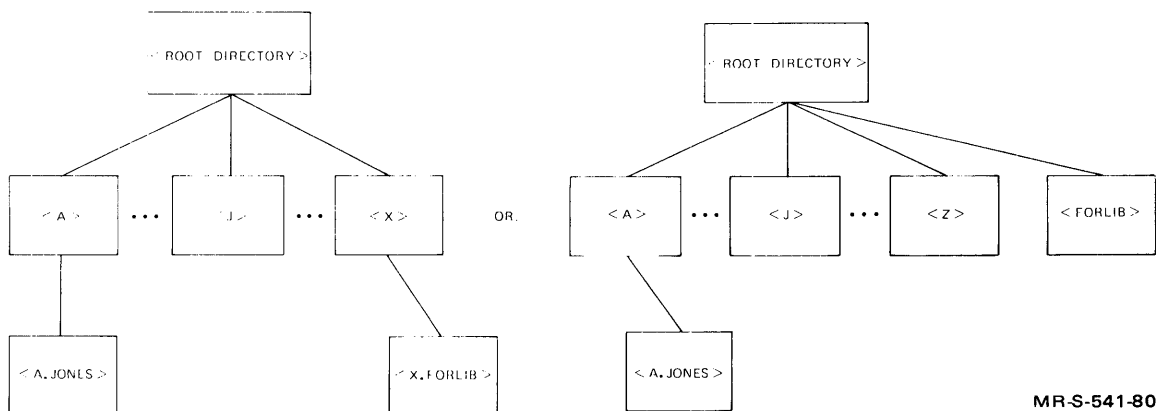 < ROOT DIRECTORY >
< ROOT DIRECTORY >
< A > ••• J > ••• < X > OR. < A > ••• < J > ••• < Z > < FORLIB >
< A.JONES > < X.FORLIB > < A.JONES >
MR-S-541-80